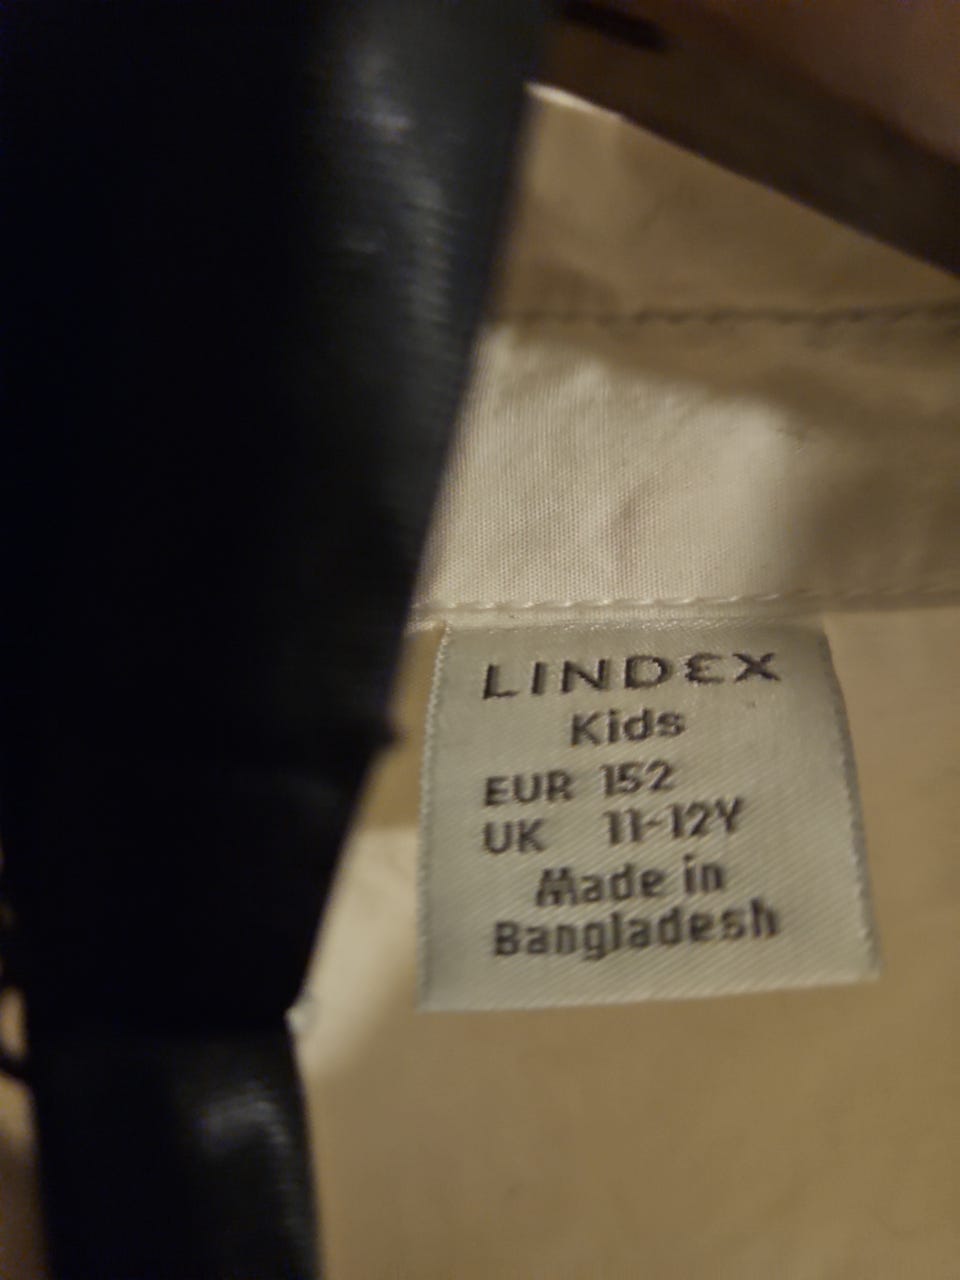 LINDEX
Kids
EUR 152
UK 11-12Y
Made in
Bangladesh